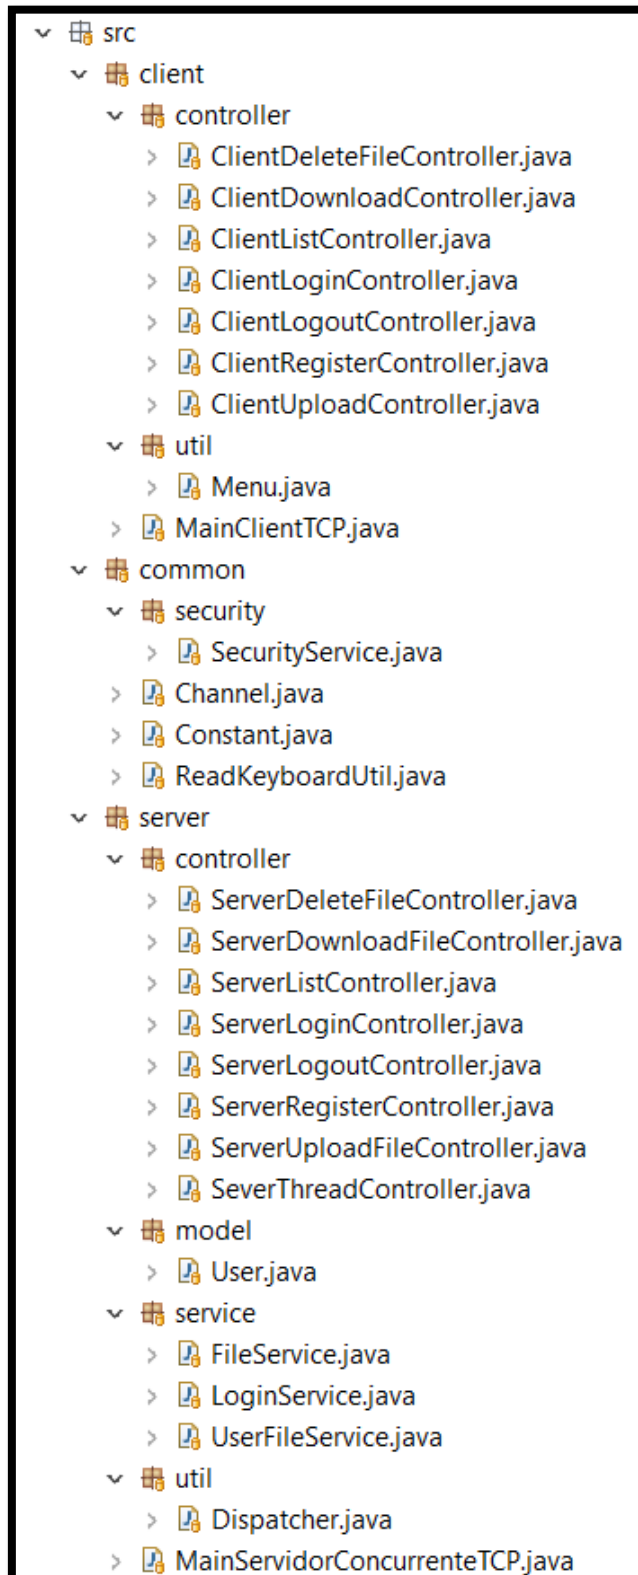 src
client
controller
ClientDeleteFileController.java
ClientDownloadController.java
ClientListController.java
ClientLoginController.java
ClientLogoutController.java
ClientRegisterController.java
ClientUploadController.java
util
Menu.java
MainClientTCP.java
common
security
SecurityService.java
Channel.java
Constant.java
ReadKeyboardUtil.java
server
controller
ServerDeleteFileController.java
ServerDownloadFileController.java
ServerListController.java
ServerLoginController.java
ServerLogoutController.java
ServerRegisterController.java
ServerUploadFileController.java
SeverThreadController.java
model
User.java
service
FileService.java
LoginService.java
UserFileService.java
util
Dispatcher.java
MainServidorConcurrenteTCP.java